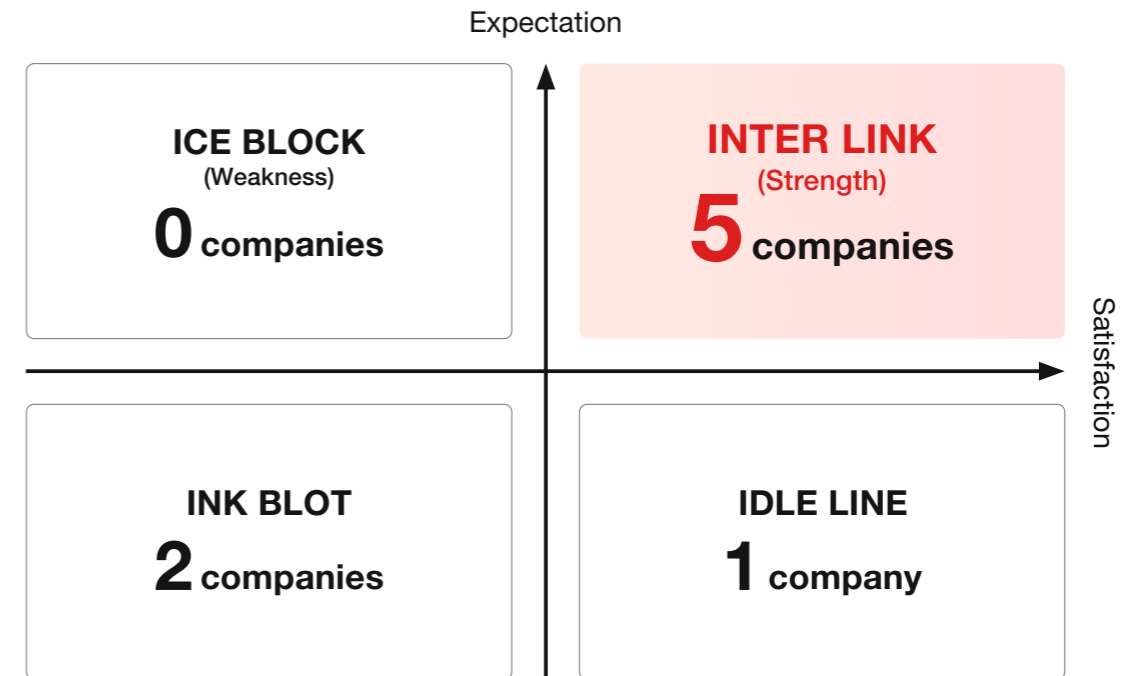 Expectation
ICE BLOCK
(Weakness)
0 companies
INTER LINK
(Strength)
5 companies
Satisfaction
INK BLOT
2 companies
IDLE LINE
1 company